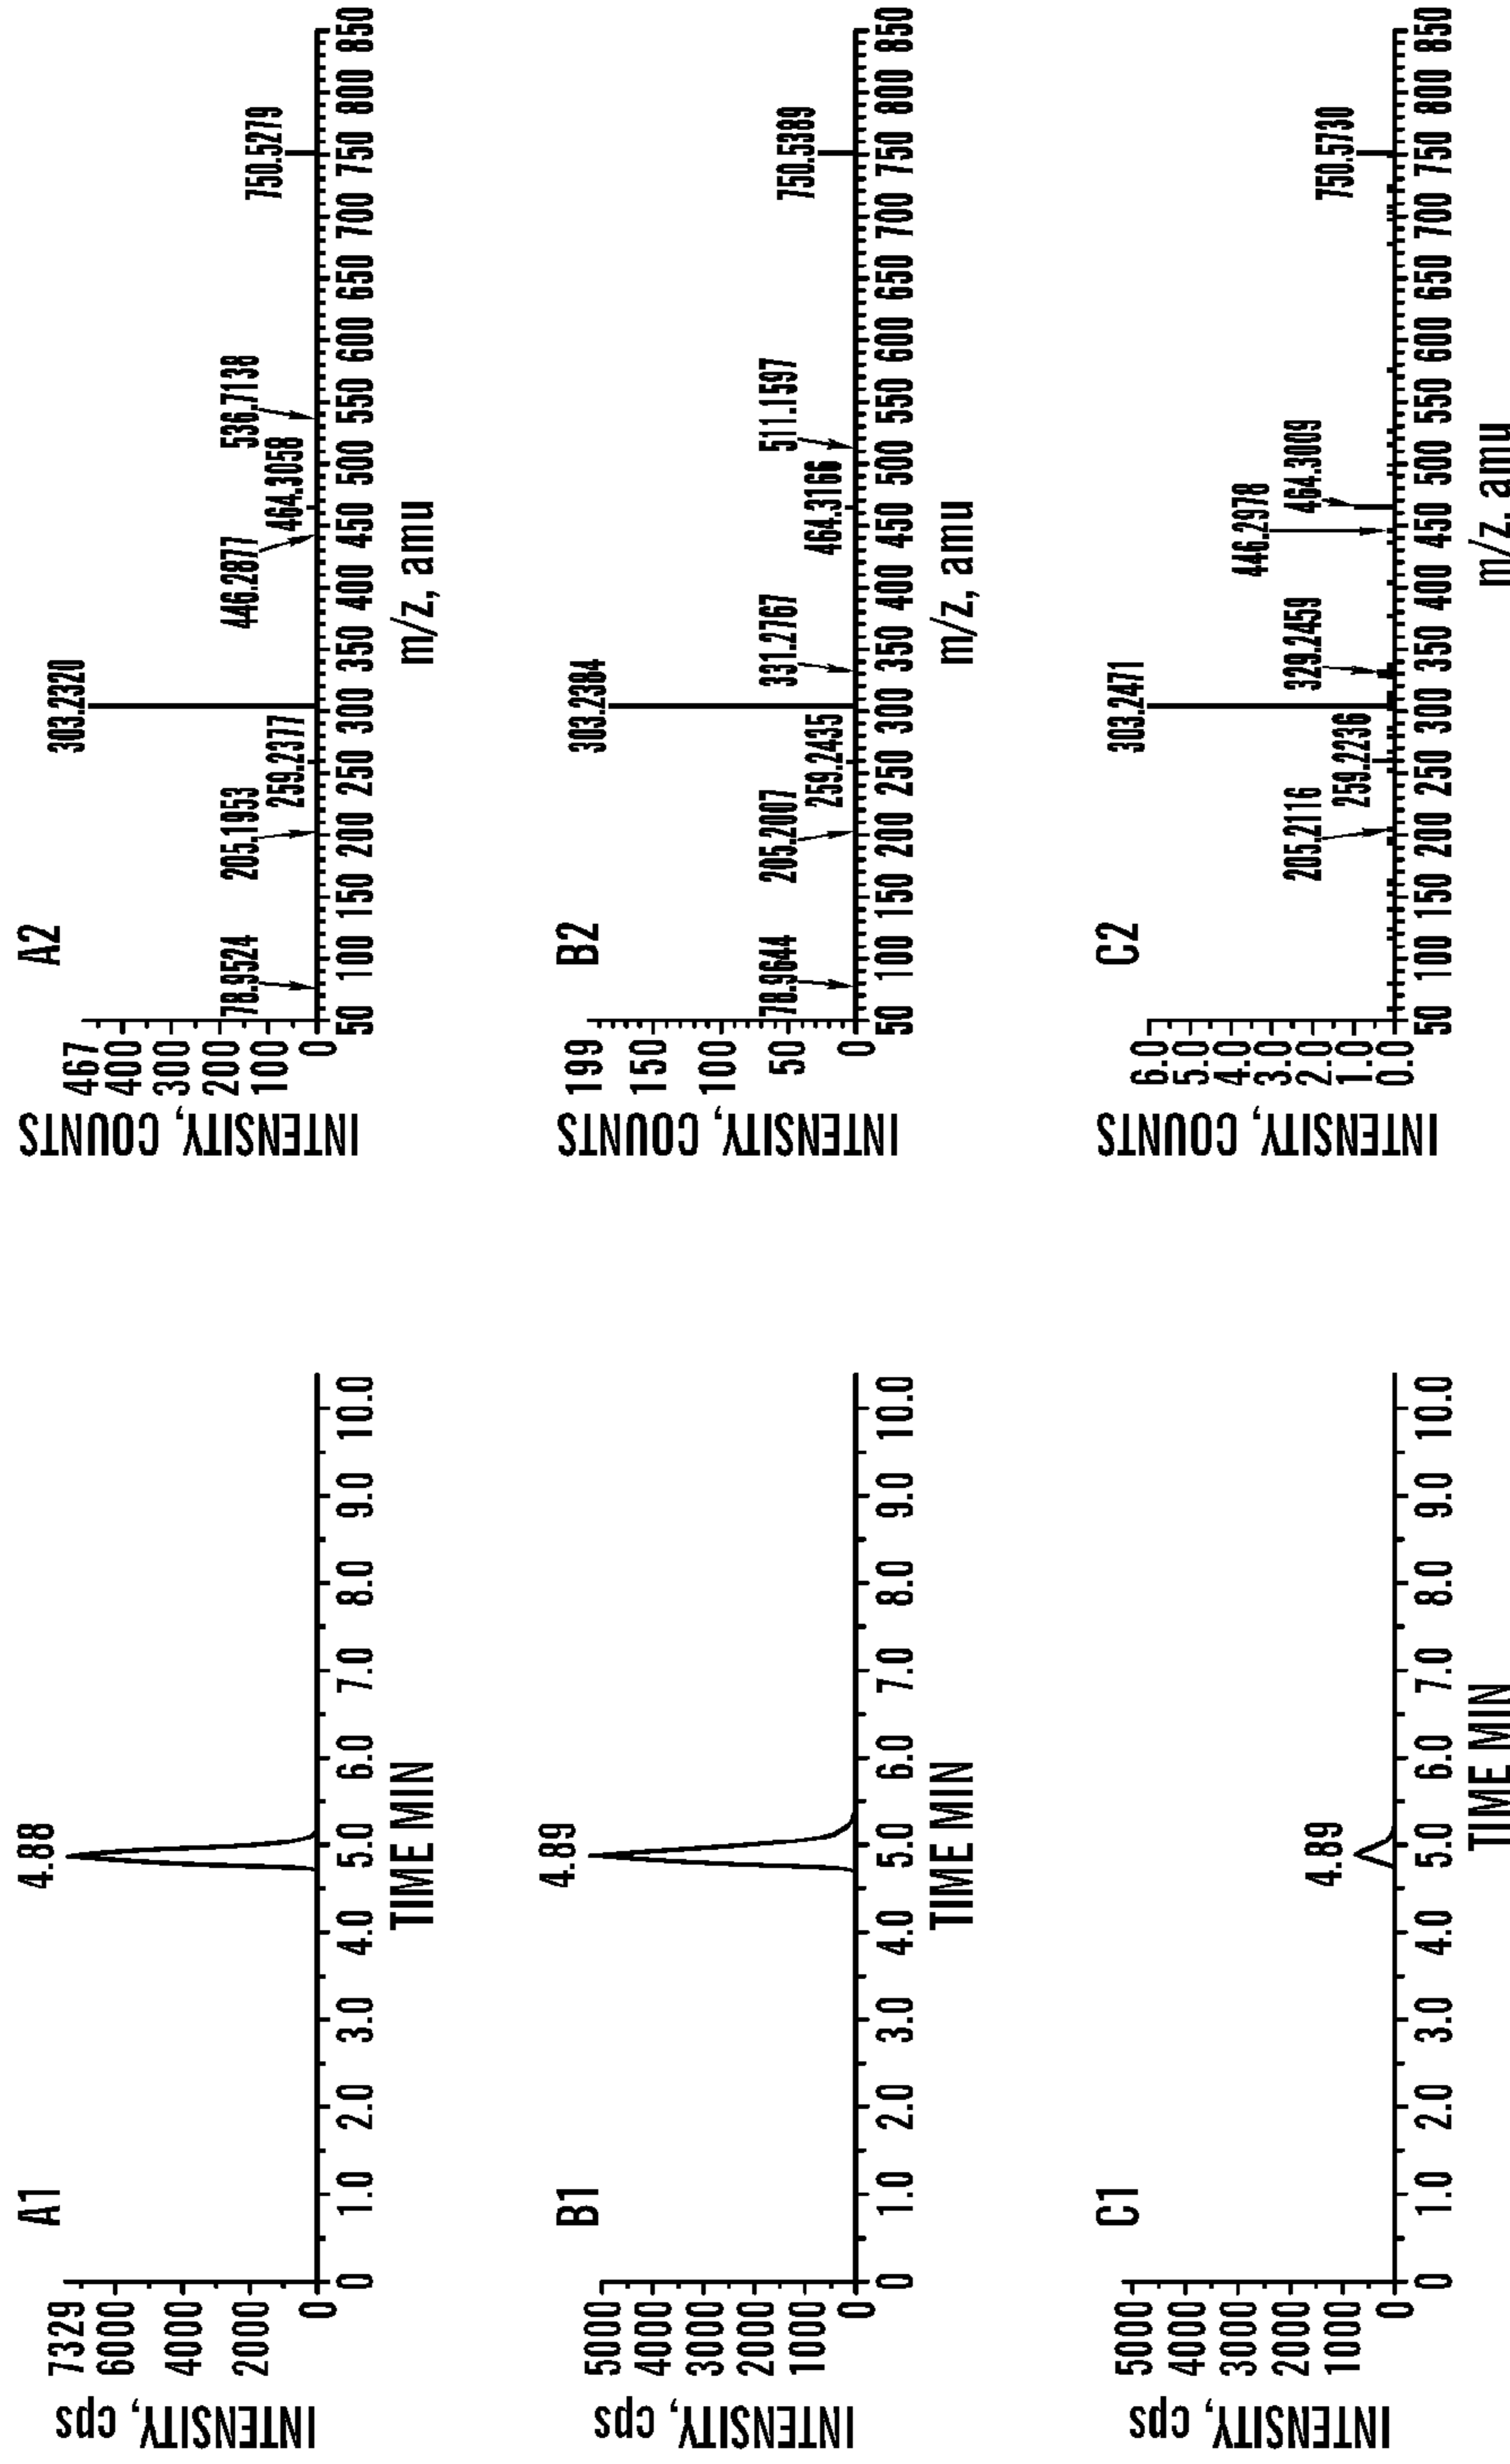 A1
INTENSITY, cps
7329
6000
4000
2000
0
4.88
0 1.0 2.0 3.0 4.0 5.0 6.0 7.0 8.0 9.0 10.0
TIME MIN
A2
INTENSITY, COUNTS
467
400
300
200
100
0
78.9524
205.1953
259.2377
303.2320
446.2877
464.3058
536.7138
750.5279
50 100 150 200 250 300 350 400 450 500 550 600 650 700 750 800 850
m/z, amu
B1
INTENSITY, cps
5000
4000
3000
2000
1000
0
4.89
0 1.0 2.0 3.0 4.0 5.0 6.0 7.0 8.0 9.0 10.0
TIME MIN
B2
INTENSITY, COUNTS
199
150
100
50
0
78.9644
205.2007
259.2435
303.2384
331.2767
464.3166
511.1597
750.5389
50 100 150 200 250 300 350 400 450 500 550 600 650 700 750 800 850
m/z, amu
C1
INTENSITY, cps
5000
4000
3000
2000
1000
0
4.89
0 1.0 2.0 3.0 4.0 5.0 6.0 7.0 8.0 9.0 10.0
TIME MIN
C2
INTENSITY, COUNTS
6.0
5.0
4.0
3.0
2.0
1.0
0.0
205.2116
259.2236
303.2471
329.2459
446.2978
464.3009
750.5730
50 100 150 200 250 300 350 400 450 500 550 600 650 700 750 800 850
m/z, amu